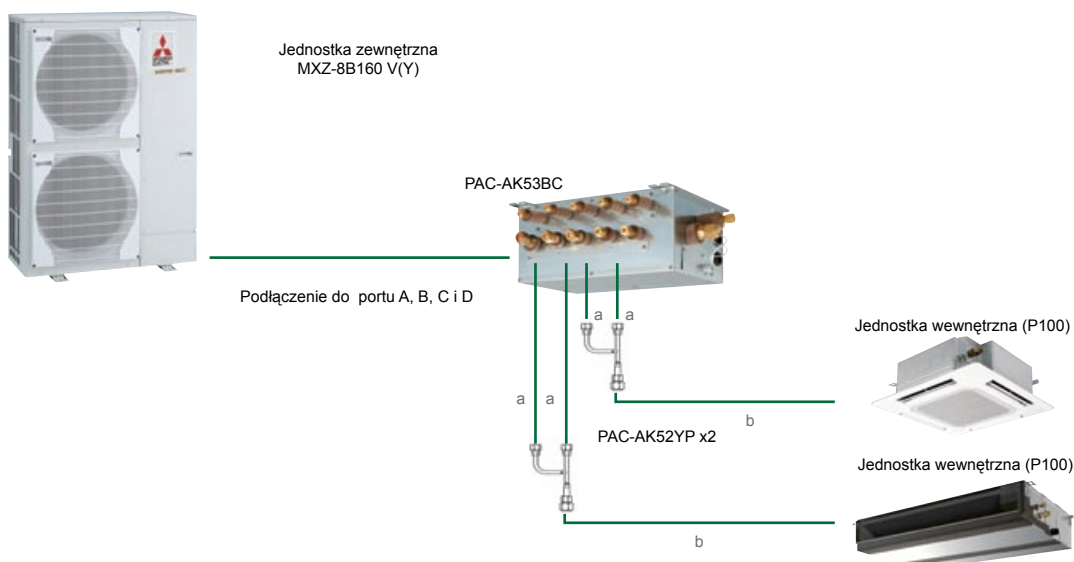 Jednostka zewnętrzna
MXZ-8B160 V(Y)
PAC-AK53BC
Podłączenie do portu A, B, C i D
a
a
Jednostka wewnętrzna (P100)
a
a
b
PAC-AK52YP x2
Jednostka wewnętrzna (P100)
b